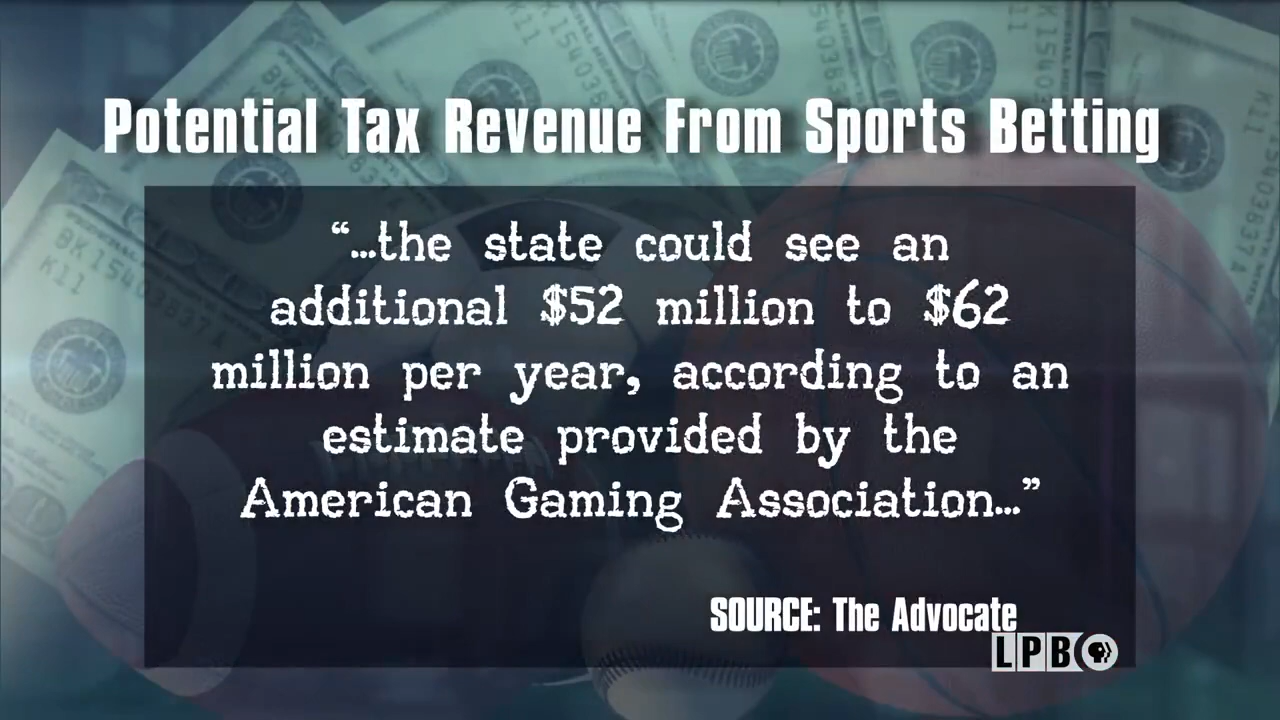 Potential Tax Revenue From Sports Betting
“...the state could see an
additional $52 million to $62
million per year, according to an
estimate provided by the
American Gaming Association...”
SOURCE: The Advocate
LPB